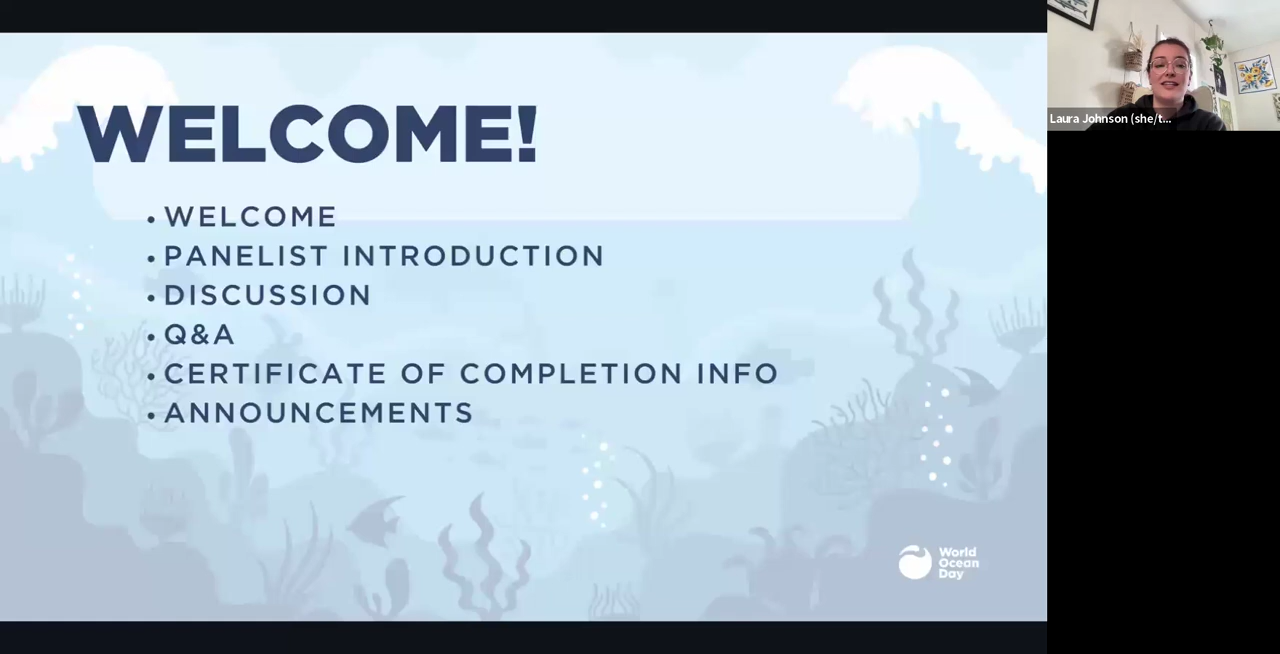 WELCOME!
• WELCOME
• PANELIST INTRODUCTION
• DISCUSSION
• Q&A
• CERTIFICATE OF COMPLETION INFO
• ANNOUNCEMENTS
World
Ocean
Day
Laura Johnson (she/t...